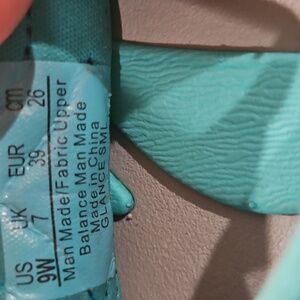 US UK EUR cm
9W 7 39 26
Man Made/Fabric Upper
Balance Man Made
Made in China
GLANCE SML